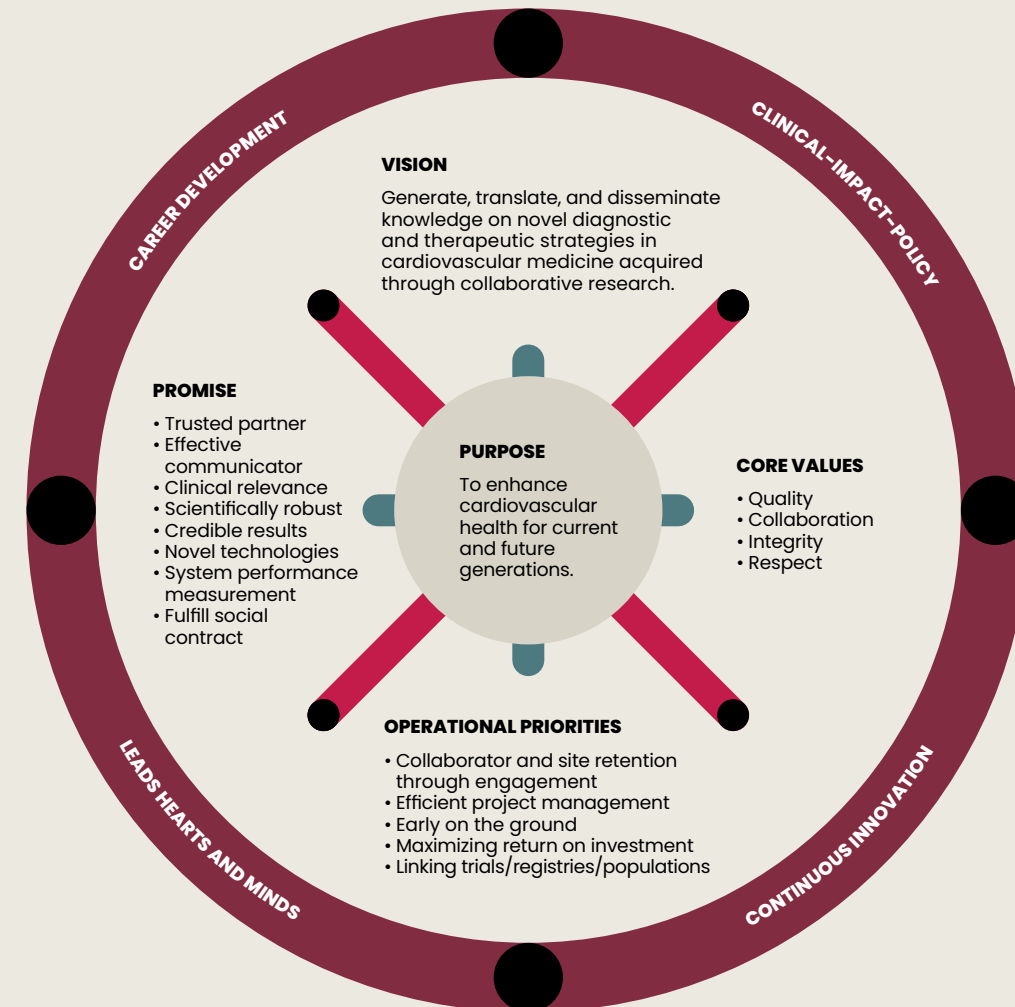 CAREER DEVELOPMENT
CLINICAL-IMPACT-POLICY
VISION
Generate, translate, and disseminate
knowledge on novel diagnostic
and therapeutic strategies in
cardiovascular medicine acquired
through collaborative research.
PROMISE
• Trusted partner
• Effective
communicator
• Clinical relevance
• Scientifically robust
• Credible results
• Novel technologies
• System performance
measurement
• Fulfill social
contract
PURPOSE
To enhance
cardiovascular
health for current
and future
generations.
CORE VALUES
• Quality
• Collaboration
• Integrity
• Respect
OPERATIONAL PRIORITIES
• Collaborator and site retention
through engagement
• Efficient project management
• Early on the ground
• Maximizing return on investment
• Linking trials/registries/populations
LEADS HEARTS AND MINDS
CONTINUOUS INNOVATION